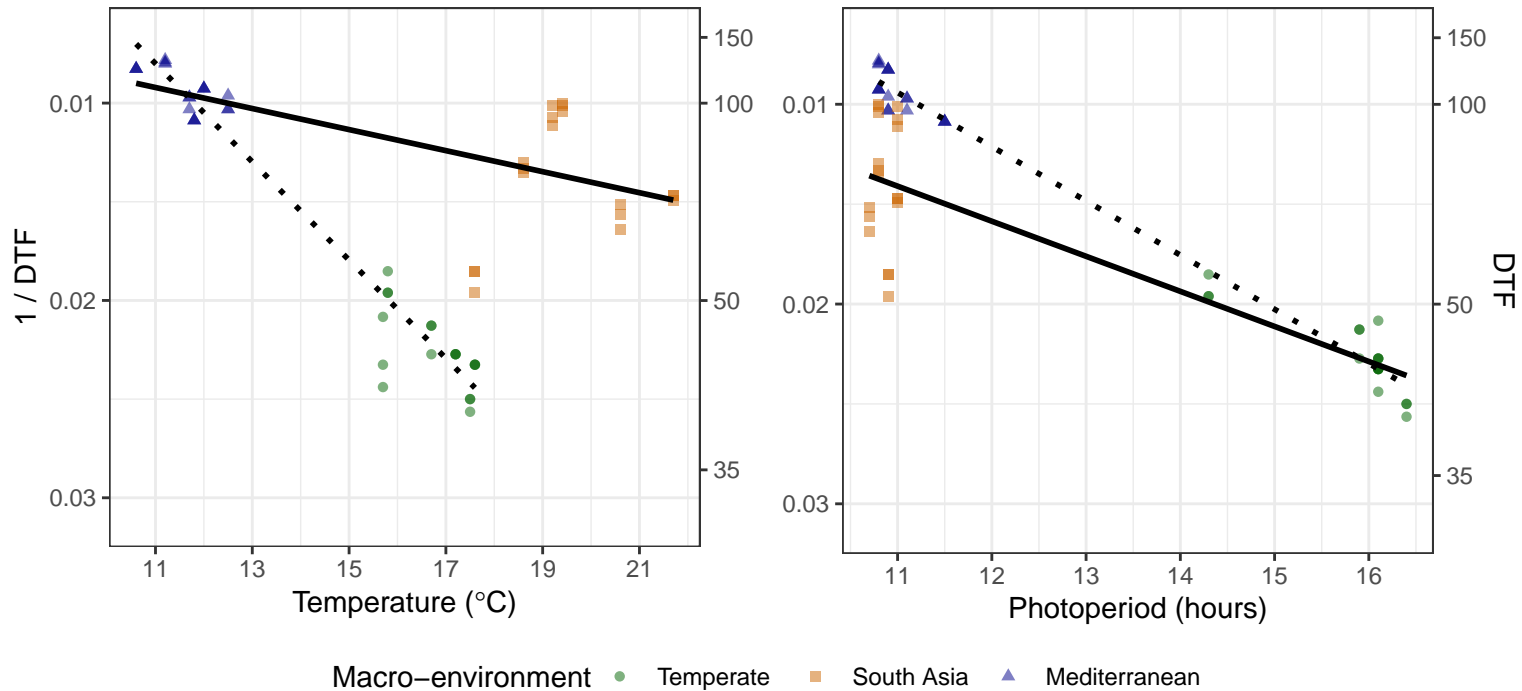 1 / DTF
0.01
0.02
0.03
150
100
50
35
11 13 15 17 19 21
Temperature (°C)
0.01
0.02
0.03
150
100
50
35
DTF
11 12 13 14 15 16
Photoperiod (hours)
Macro−environment Temperate South Asia Mediterranean